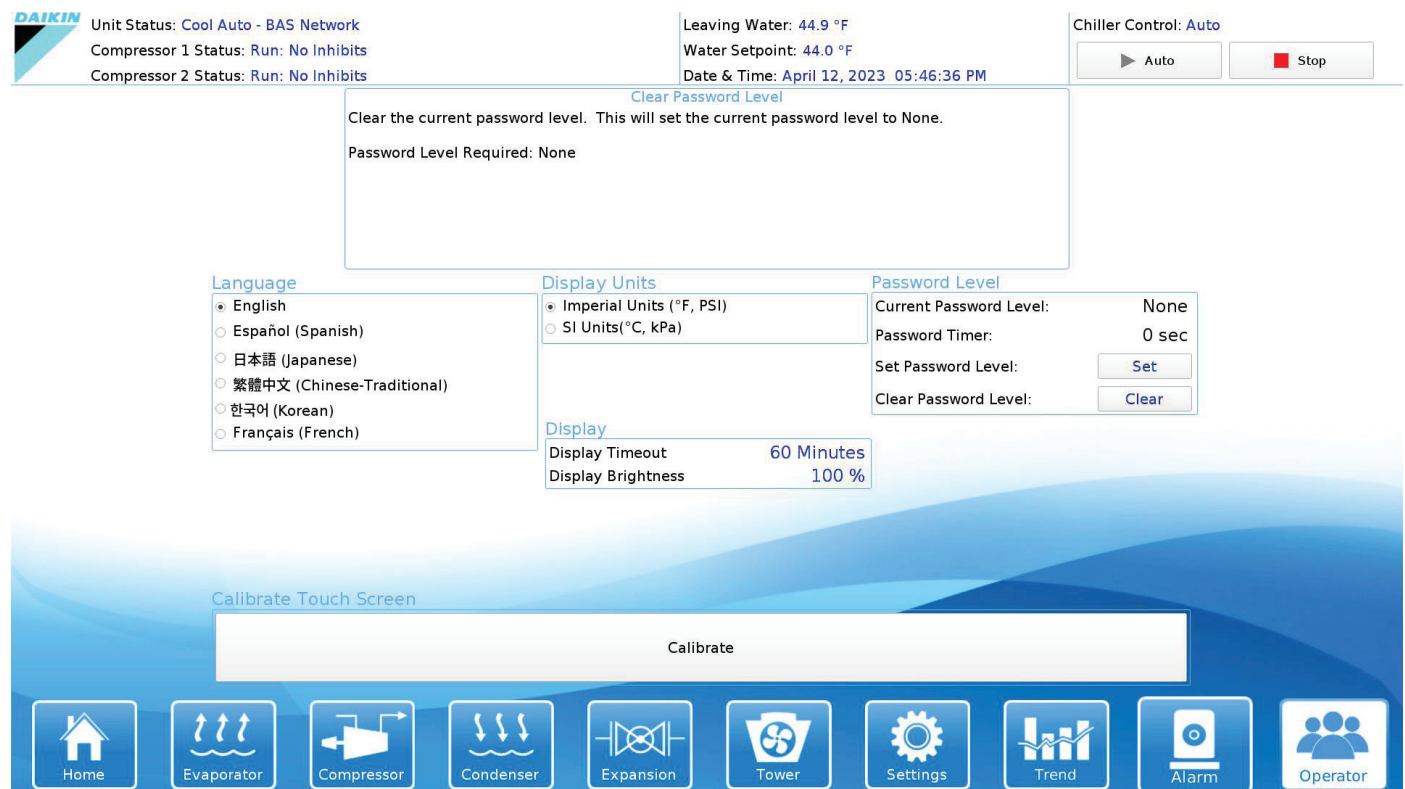 DAIKIN
Unit Status: Cool Auto - BAS Network
Compressor 1 Status: Run: No Inhibits
Compressor 2 Status: Run: No Inhibits
Leaving Water: 44.9 °F
Water Setpoint: 44.0 °F
Date & Time: April 12, 2023 05:46:36 PM
Chiller Control: Auto
Auto
Stop
Clear Password Level
Clear the current password level. This will set the current password level to None.
Password Level Required: None
Language
English
Español (Spanish)
日本語 (Japanese)
繁體中文 (Chinese-Traditional)
한국어 (Korean)
Français (French)
Display Units
Imperial Units (°F, PSI)
SI Units(°C, kPa)
Display
Display Timeout 60 Minutes
Display Brightness 100 %
Password Level
Current Password Level: None
Password Timer: 0 sec
Set Password Level: Set
Clear Password Level: Clear
Calibrate Touch Screen
Calibrate
Home
Evaporator
Compressor
Condenser
Expansion
Tower
Settings
Trend
Alarm
Operator